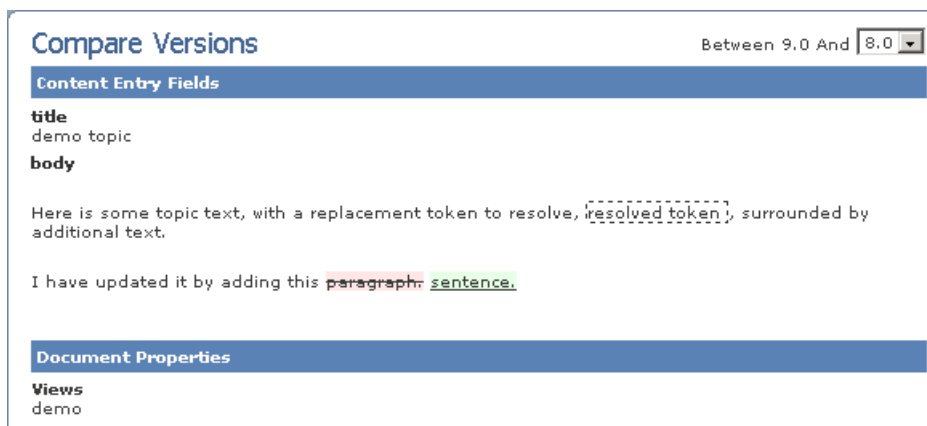 Compare Versions
Between 9.0 And 8.0
Content Entry Fields
title
demo topic
body
Here is some topic text, with a replacement token to resolve, resolved token , surrounded by
additional text.
I have updated it by adding this paragraph. sentence.
Document Properties
Views
demo